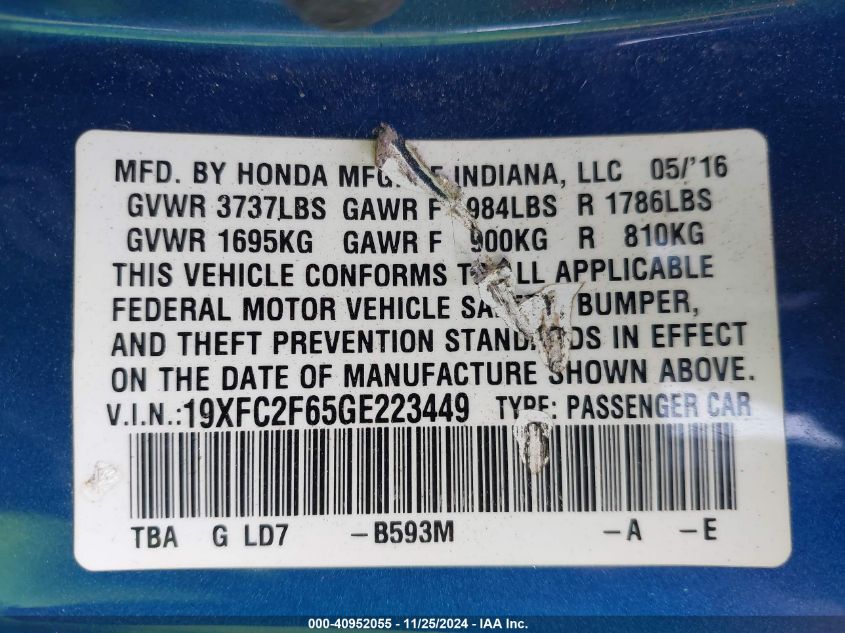 MFD. BY HONDA MFG. INDIANA, LLC 05/'16
GVWR 3737LBS GAWR F 984LBS R 1786LBS
GVWR 1695KG GAWR F 900KG R 810KG
THIS VEHICLE CONFORMS ALL APPLICABLE
FEDERAL MOTOR VEHICLE BUMPER,
AND THEFT PREVENTION STANDARDS IN EFFECT
ON THE DATE OF MANUFACTURE SHOWN ABOVE.
V.I.N.:19XFC2F65GE223449 TYPE: PASSENGER CAR
TBA G LD7 -B593M -A -E
000-40952055 - 11/25/2024 - IAA Inc.